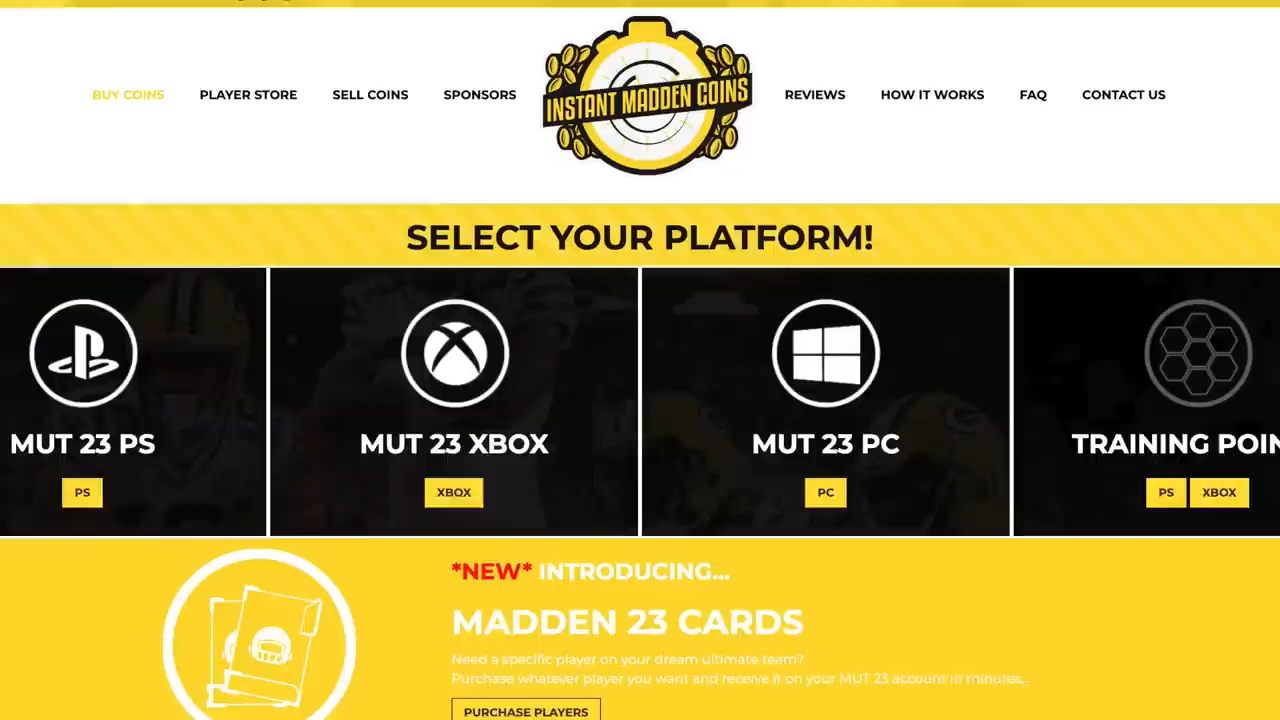 BUY COINS
PLAYER STORE
SELL COINS
SPONSORS
INSTANT MADDEN COINS
REVIEWS
HOW IT WORKS
FAQ
CONTACT US
SELECT YOUR PLATFORM!
MUT 23 PS
PS
MUT 23 XBOX
XBOX
MUT 23 PC
PC
TRAINING POIN
PS XBOX
*NEW* INTRODUCING...
MADDEN 23 CARDS
Need a specific player on your dream ultimate team?
Purchase whatever player you want and receive it on your MUT 23 account in minutes...
PURCHASE PLAYERS